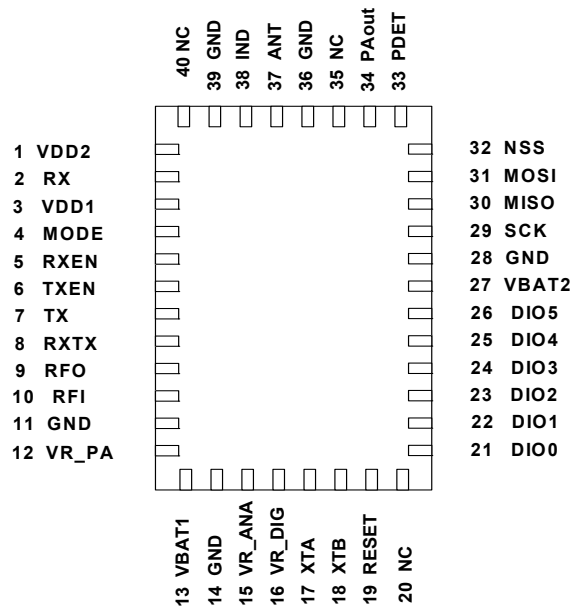 40 NC
39 GND
38 IND
37 ANT
36 GND
35 NC
34 PAout
33 PDET
1 VDD2
2 RX
3 VDD1
4 MODE
5 RXEN
6 TXEN
7 TX
8 RXTX
9 RFO
10 RFI
11 GND
12 VR_PA
32 NSS
31 MOSI
30 MISO
29 SCK
28 GND
27 VBAT2
26 DIO5
25 DIO4
24 DIO3
23 DIO2
22 DIO1
21 DIO0
13 VBAT1
14 GND
15 VR_ANA
16 VR_DIG
17 XTA
18 XTB
19 RESET
20 NC